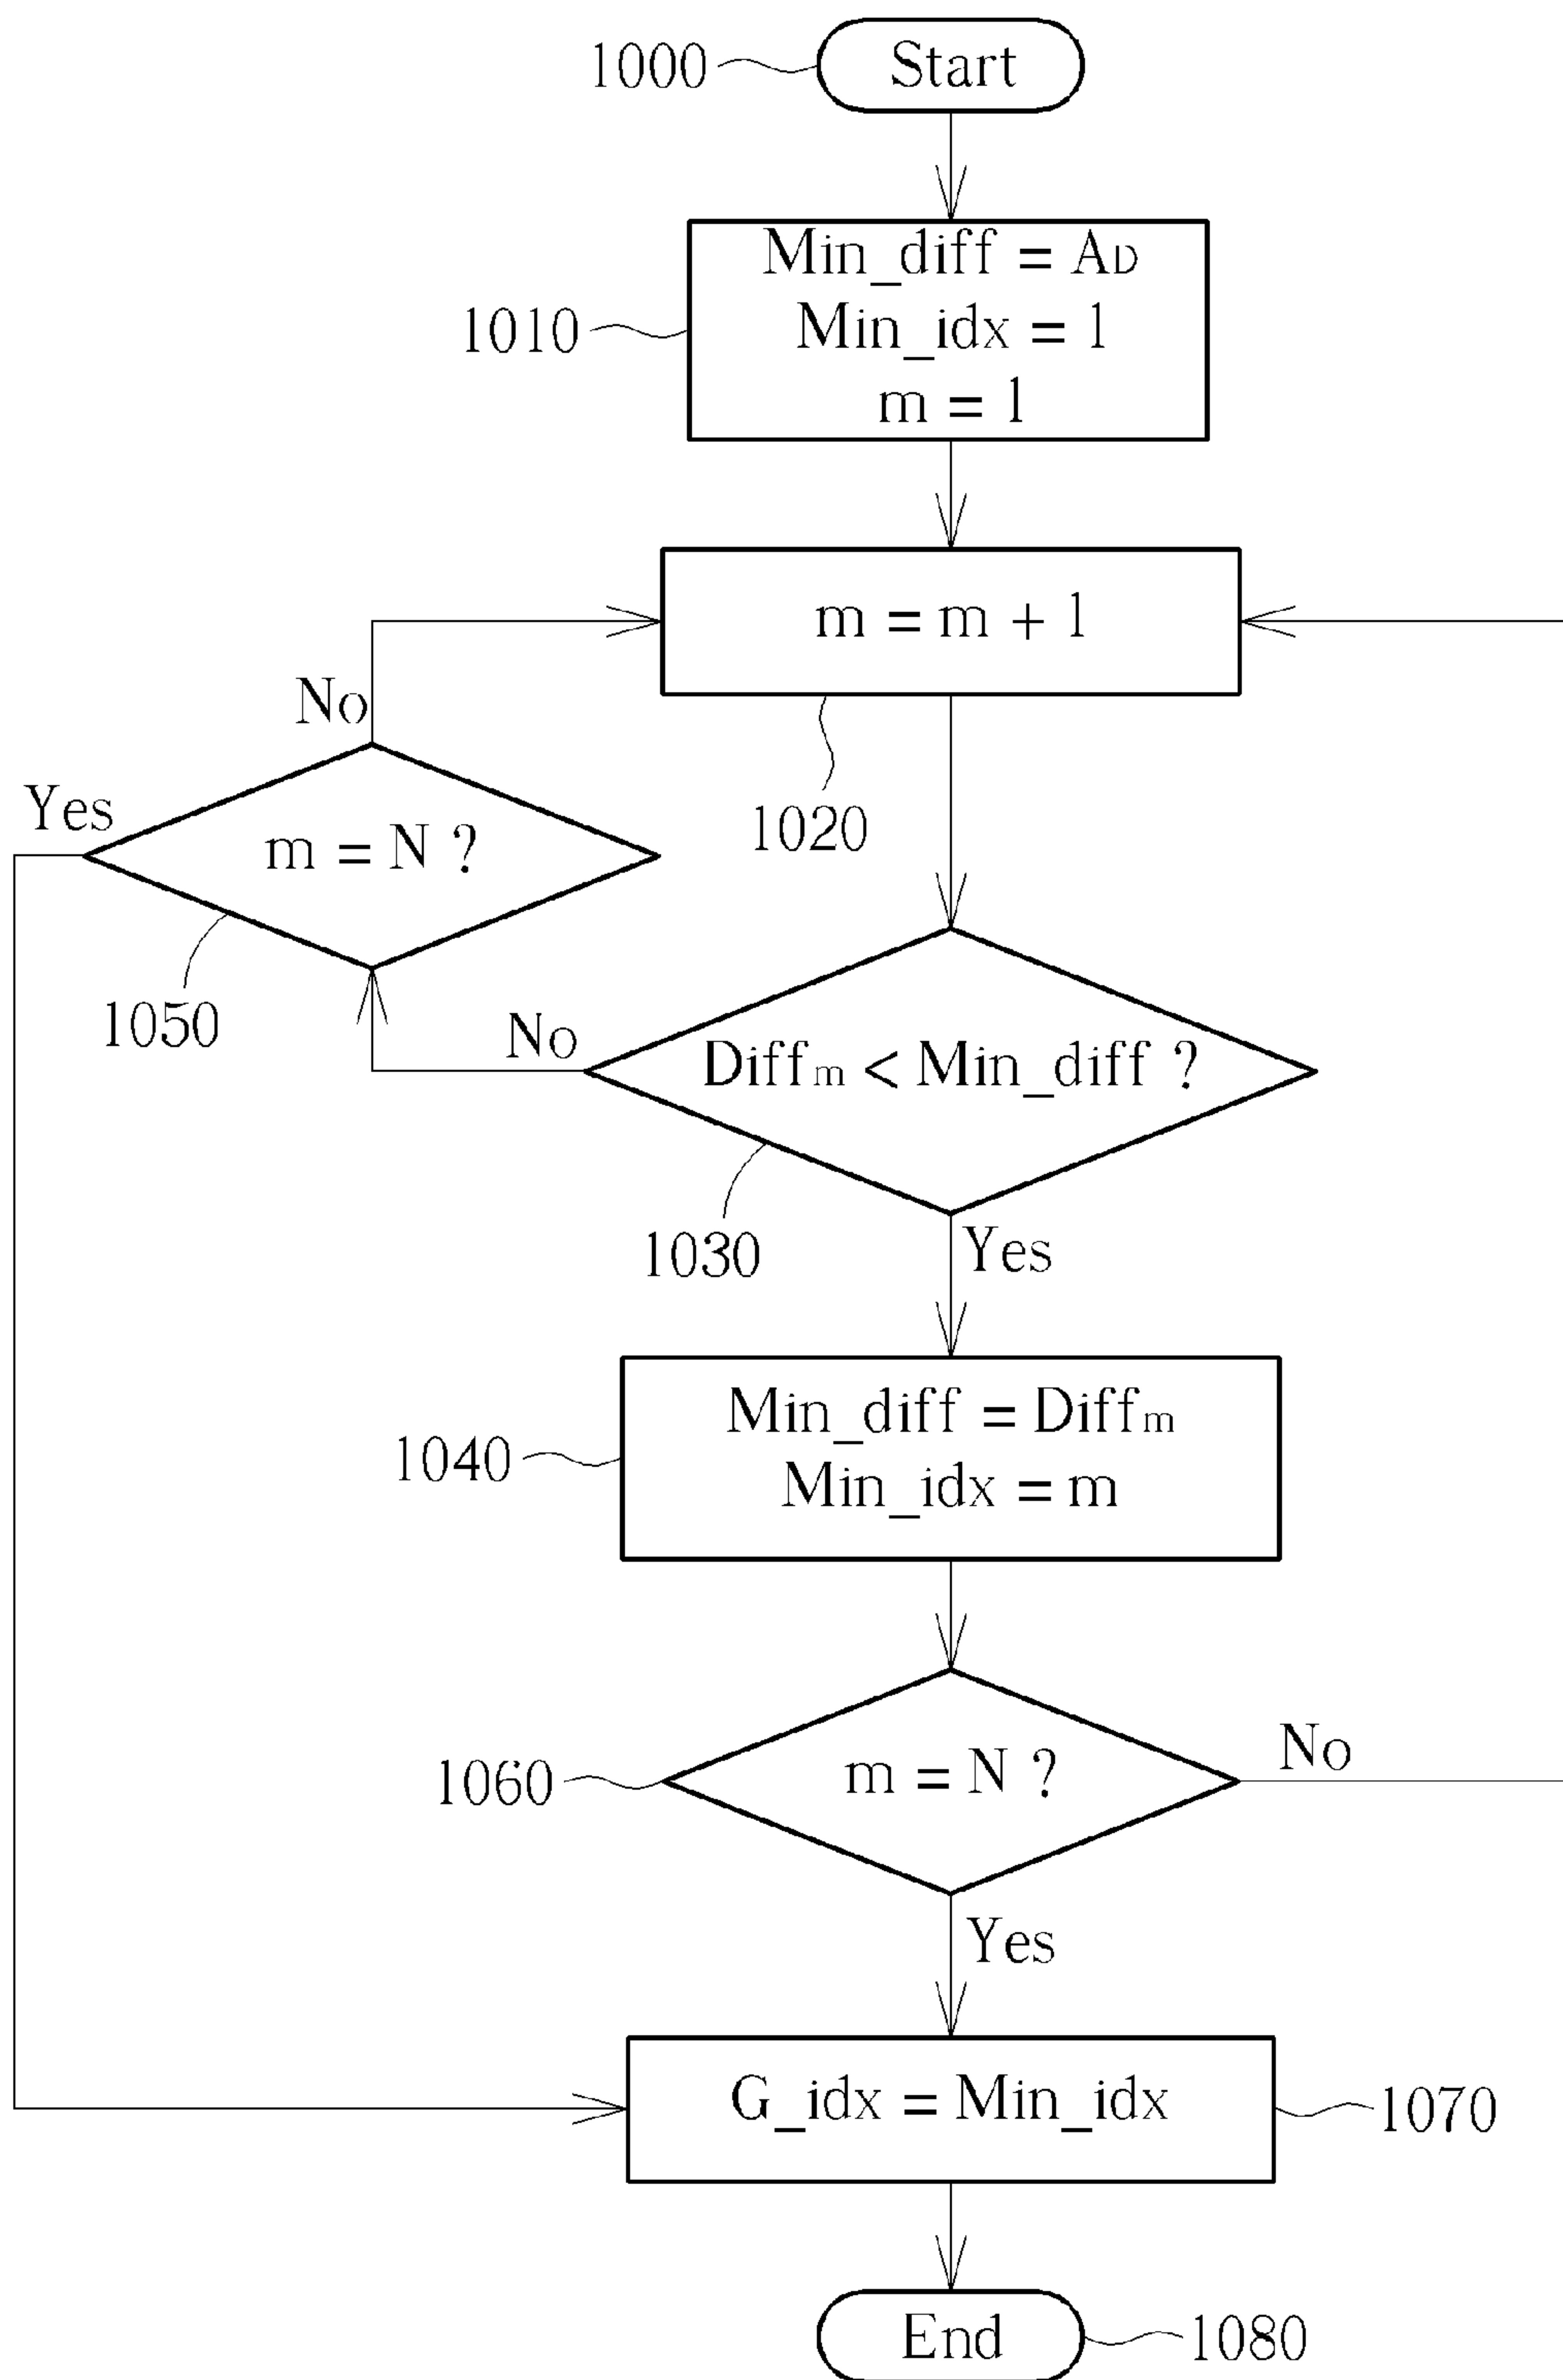 1000
Start
Min_diff = AD
Min_idx = 1
m = 1
1010
m = m + 1
1020
No
Yes
m = N ?
1050
No
Diffm < Min_diff ?
1030
Yes
Min_diff = Diffm
Min_idx = m
1040
m = N ?
1060
No
Yes
G_idx = Min_idx
1070
End
1080